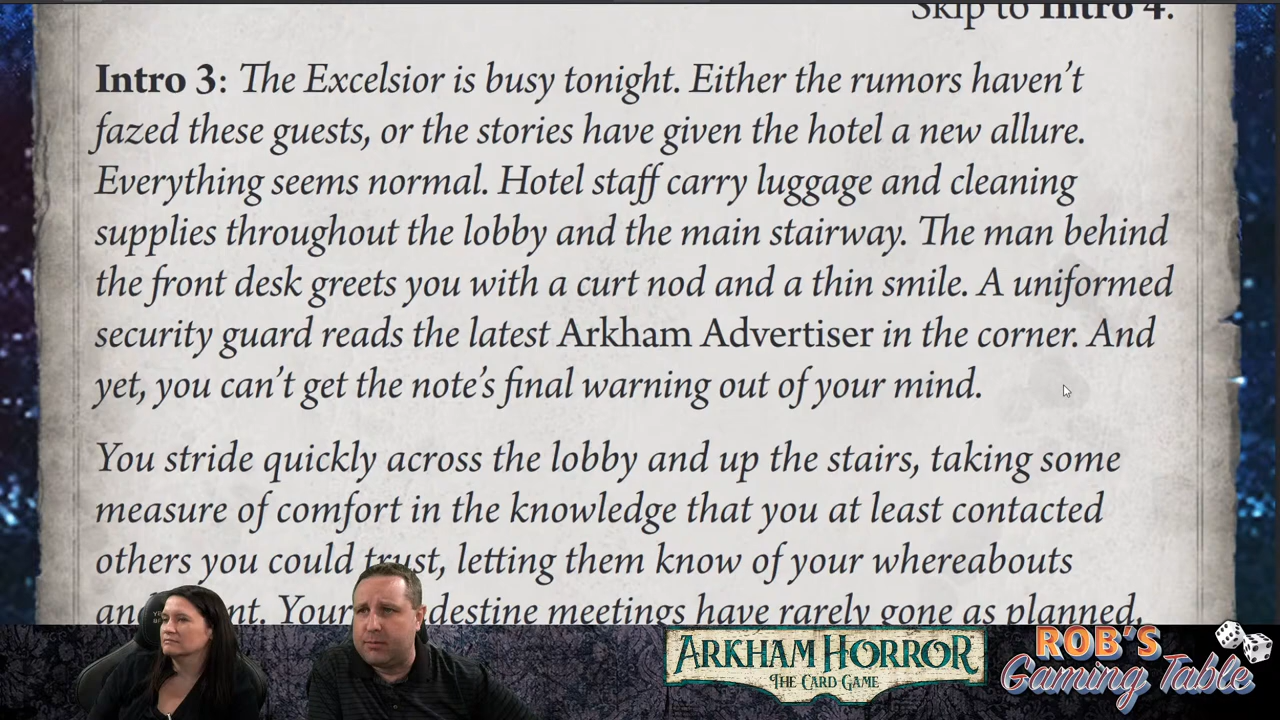 Skip to Intro 4.
Intro 3: The Excelsior is busy tonight. Either the rumors haven't
fazed these guests, or the stories have given the hotel a new allure.
Everything seems normal. Hotel staff carry luggage and cleaning
supplies throughout the lobby and the main stairway. The man behind
the front desk greets you with a curt nod and a thin smile. A uniformed
security guard reads the latest Arkham Advertiser in the corner. And
yet, you can't get the note's final warning out of your mind.
You stride quickly across the lobby and up the stairs, taking some
measure of comfort in the knowledge that you at least contacted
others you could trust, letting them know of your whereabouts
Your destine meetings have rarely gone as planned,
ARKHAM HORROR
THE CARD GAME
ROB'S
Gaming Table